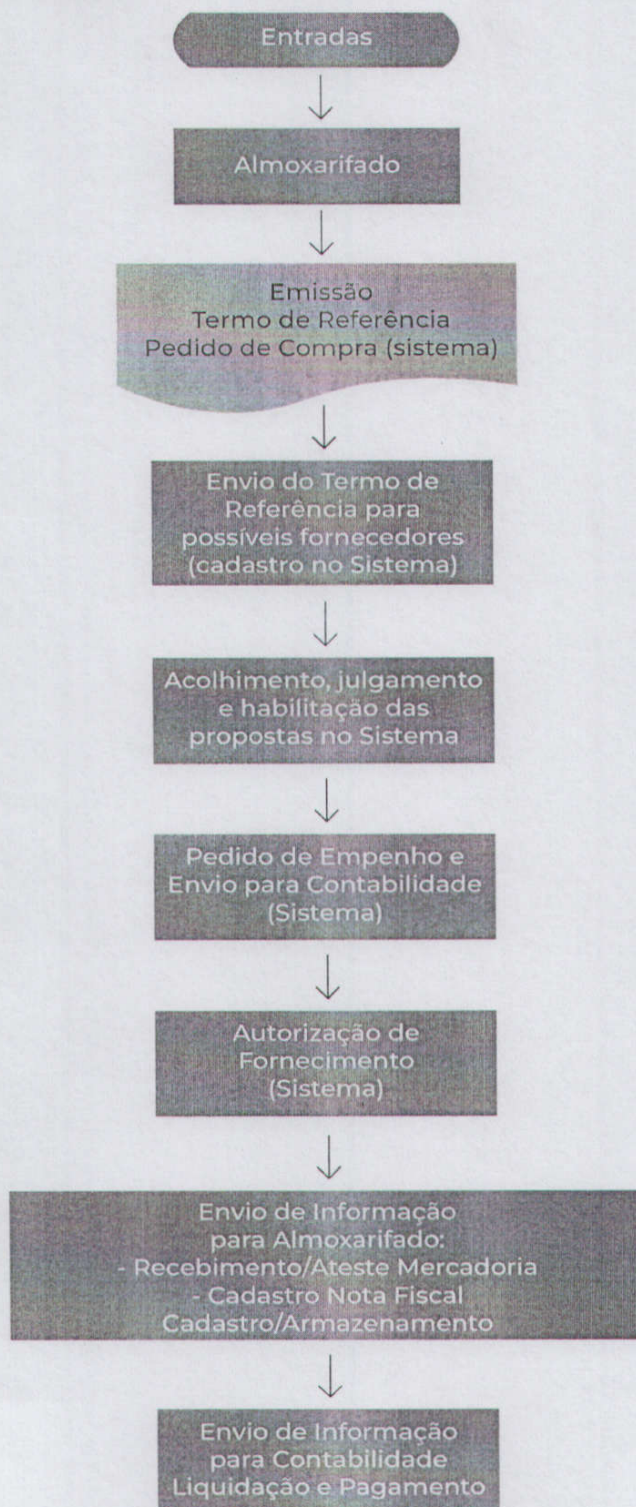 Entradas
Almoxarifado
Emissão
Termo de Referência
Pedido de Compra (sistema)
Envio do Termo de
Referência para
possíveis fornecedores
(cadastro no Sistema)
Acolhimento, julgamento
e habilitação das
propostas no Sistema
Pedido de Empenho e
Envio para Contabilidade
(Sistema)
Autorização de
Fornecimento
(Sistema)
Envio de Informação
para Almoxarifado:
- Recebimento/Ateste Mercadoria
- Cadastro Nota Fiscal
Cadastro/Armazenamento
Envio de Informação
para Contabilidade
Liquidação e Pagamento